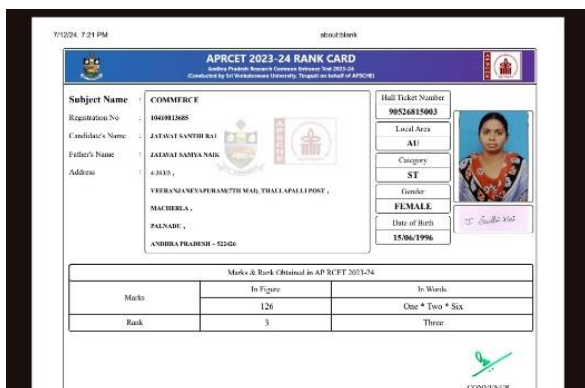 7/12/24, 7:21 PM about:blank
APRCET 2023-24 RANK CARD
Andhra Pradesh Research Common Entrance Test 2023-24
(Conducted by Sri Venkateswara University, Tirupati on behalf of APSCHE)
Subject Name : COMMERCE
Registration No : 10410813685
Candidate's Name : JATAVAT SANTHI BAI
Father's Name : JATAVAT SAMYA NAIK
Address : 4-313/3 ,
VEERANJANEYAPURAM(7TH MAI), THALLAPALLI POST ,
MACHERLA ,
PALNADU ,
ANDHRA PRADESH - 522426
Hall Ticket Number
90526815003
Local Area
AU
Category
ST
Gender
FEMALE
Date of Birth
15/06/1996
Marks & Rank Obtained in AP RCET 2023-24
In Figure In Words
Marks 126 One * Two * Six
Rank 3 Three
CONVENER